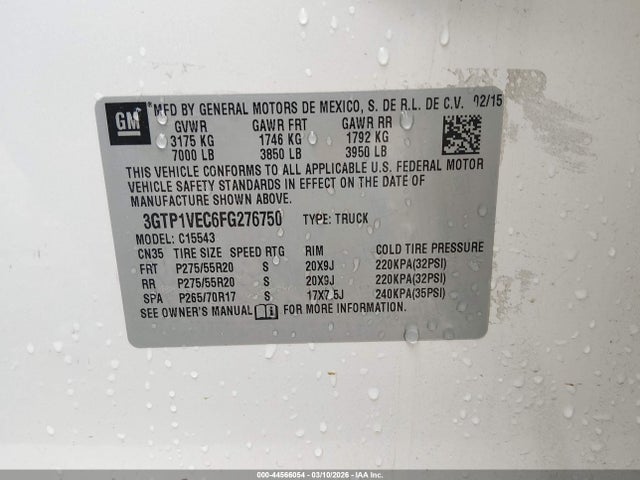 GM ®MFD BY GENERAL MOTORS DE MEXICO, S. DE R.L. DE C.V. 02/15
GVWR GAWR FRT GAWR RR
3175 KG 1746 KG 1792 KG
7000 LB 3850 LB 3950 LB
THIS VEHICLE CONFORMS TO ALL APPLICABLE U.S. FEDERAL MOTOR
VEHICLE SAFETY STANDARDS IN EFFECT ON THE DATE OF
MANUFACTURE SHOWN ABOVE.
3GTP1VEC6FG276750 TYPE: TRUCK
MODEL: C15543
CN35 TIRE SIZE SPEED RTG RIM COLD TIRE PRESSURE
FRT P275/55R20 S 20X9J 220KPA(32PSI)
RR P275/55R20 S 20X9J 220KPA(32PSI)
SPA P265/70R17 S 17X7.5J 240KPA(35PSI)
SEE OWNER'S MANUAL FOR MORE INFORMATION.
000-44566054 - 03/10/2026 - IAA Inc.